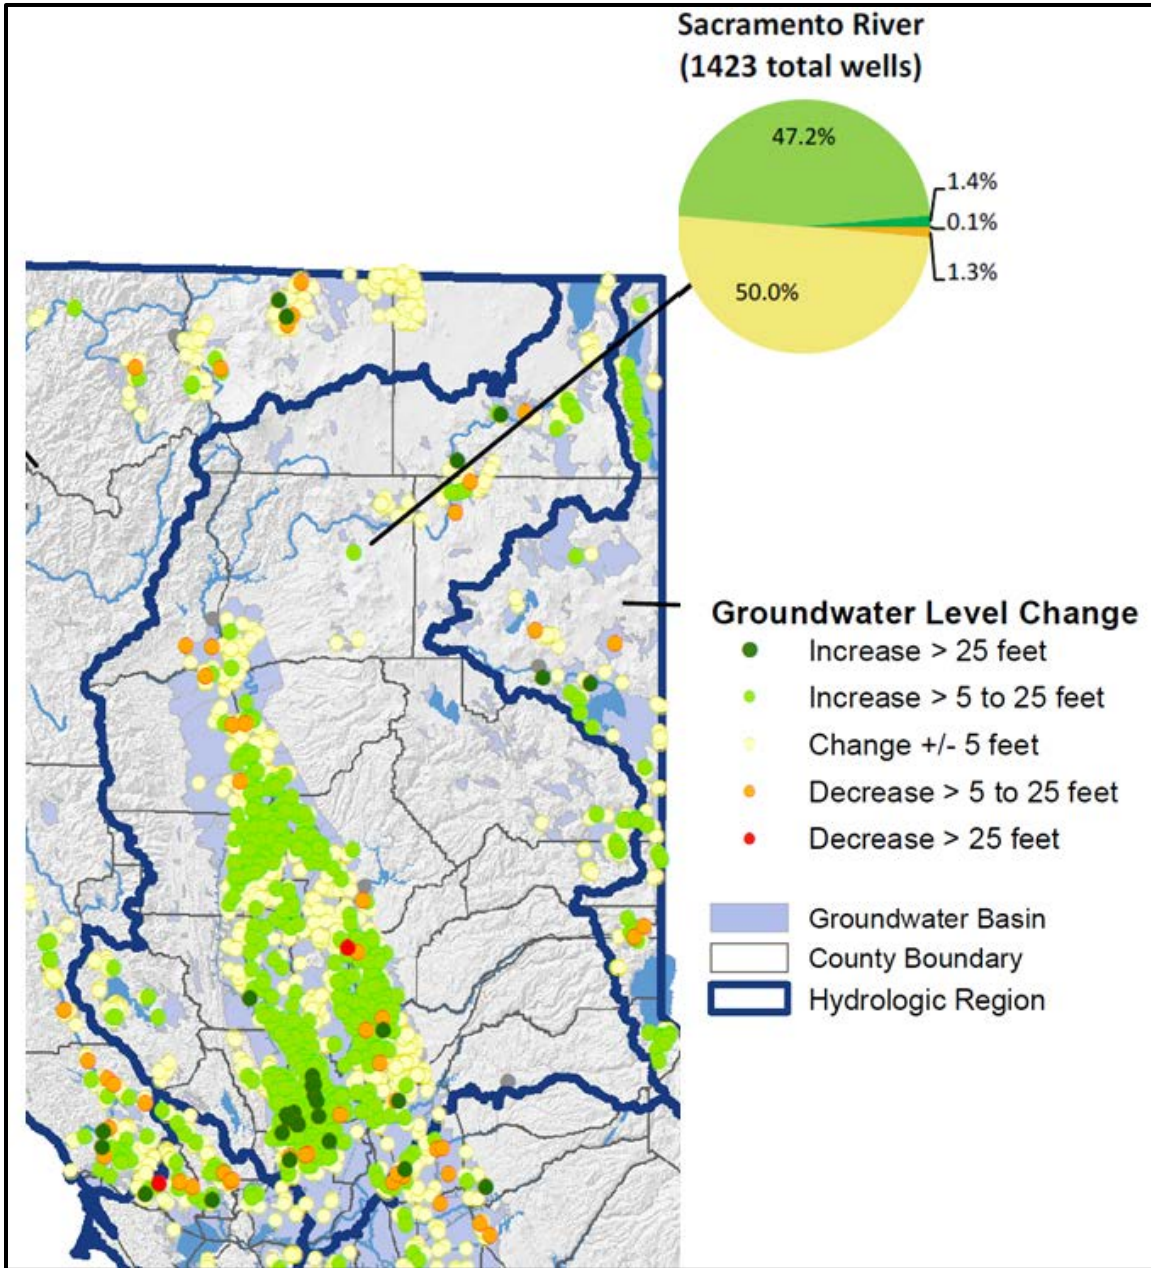 Sacramento River
(1423 total wells)
47.2%
1.4%
0.1%
1.3%
50.0%
Groundwater Level Change
Increase > 25 feet
Increase > 5 to 25 feet
Change +/- 5 feet
Decrease > 5 to 25 feet
Decrease > 25 feet
Groundwater Basin
County Boundary
Hydrologic Region